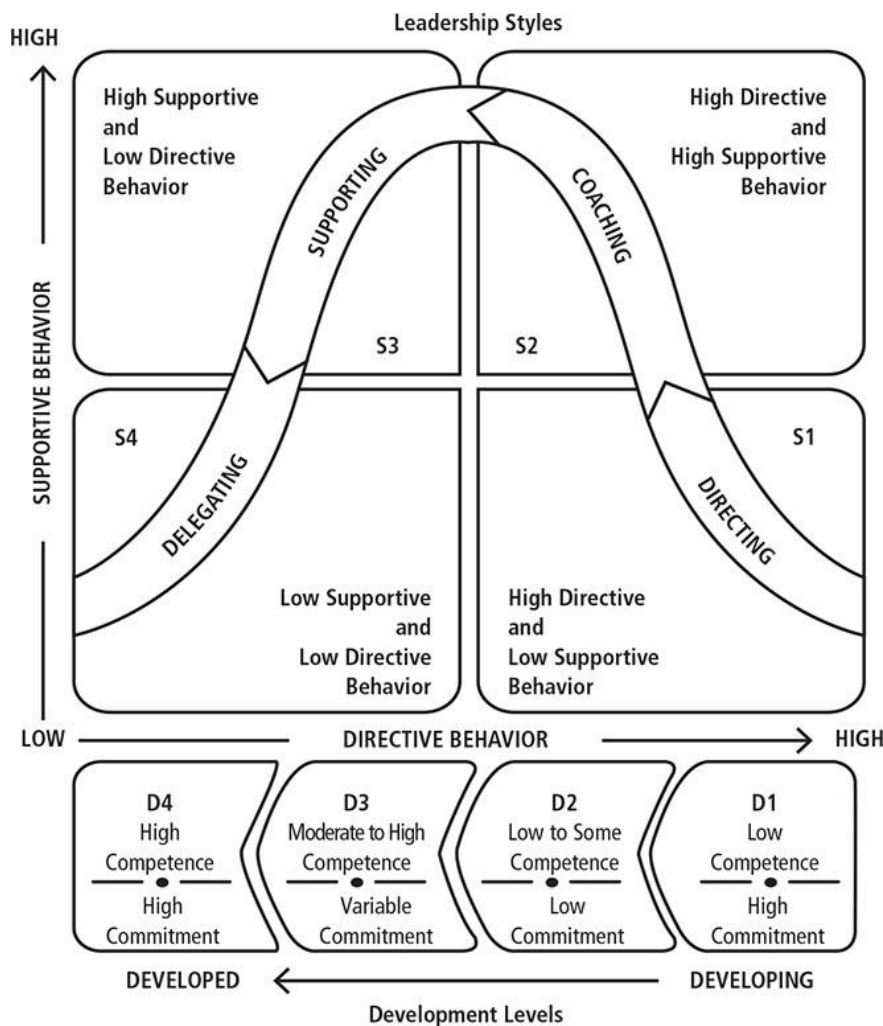 Leadership Styles
HIGH
High Supportive
and
Low Directive
Behavior
High Directive
and
High Supportive
Behavior
SUPPORTING
COACHING
S3
S2
SUPPORTIVE BEHAVIOR
S4
S1
DELEGATING
DIRECTING
Low Supportive
and
Low Directive
Behavior
High Directive
and
Low Supportive
Behavior
LOW
DIRECTIVE BEHAVIOR
HIGH
D4
High
Competence
High
Commitment
D3
Moderate to High
Competence
Variable
Commitment
D2
Low to Some
Competence
Low
Commitment
D1
Low
Competence
High
Commitment
DEVELOPED
DEVELOPING
Development Levels